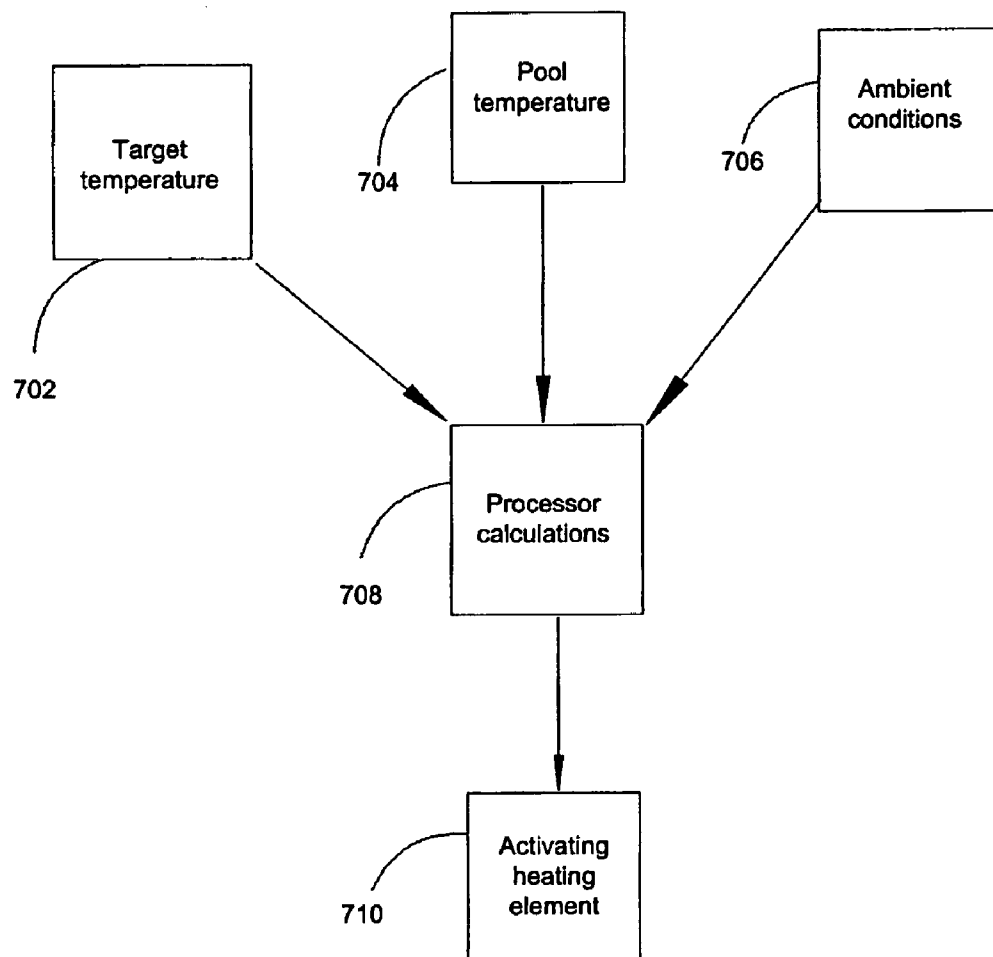 Target
temperature
702
Pool
temperature
704
Ambient
conditions
706
Processor
calculations
708
Activating
heating
element
710